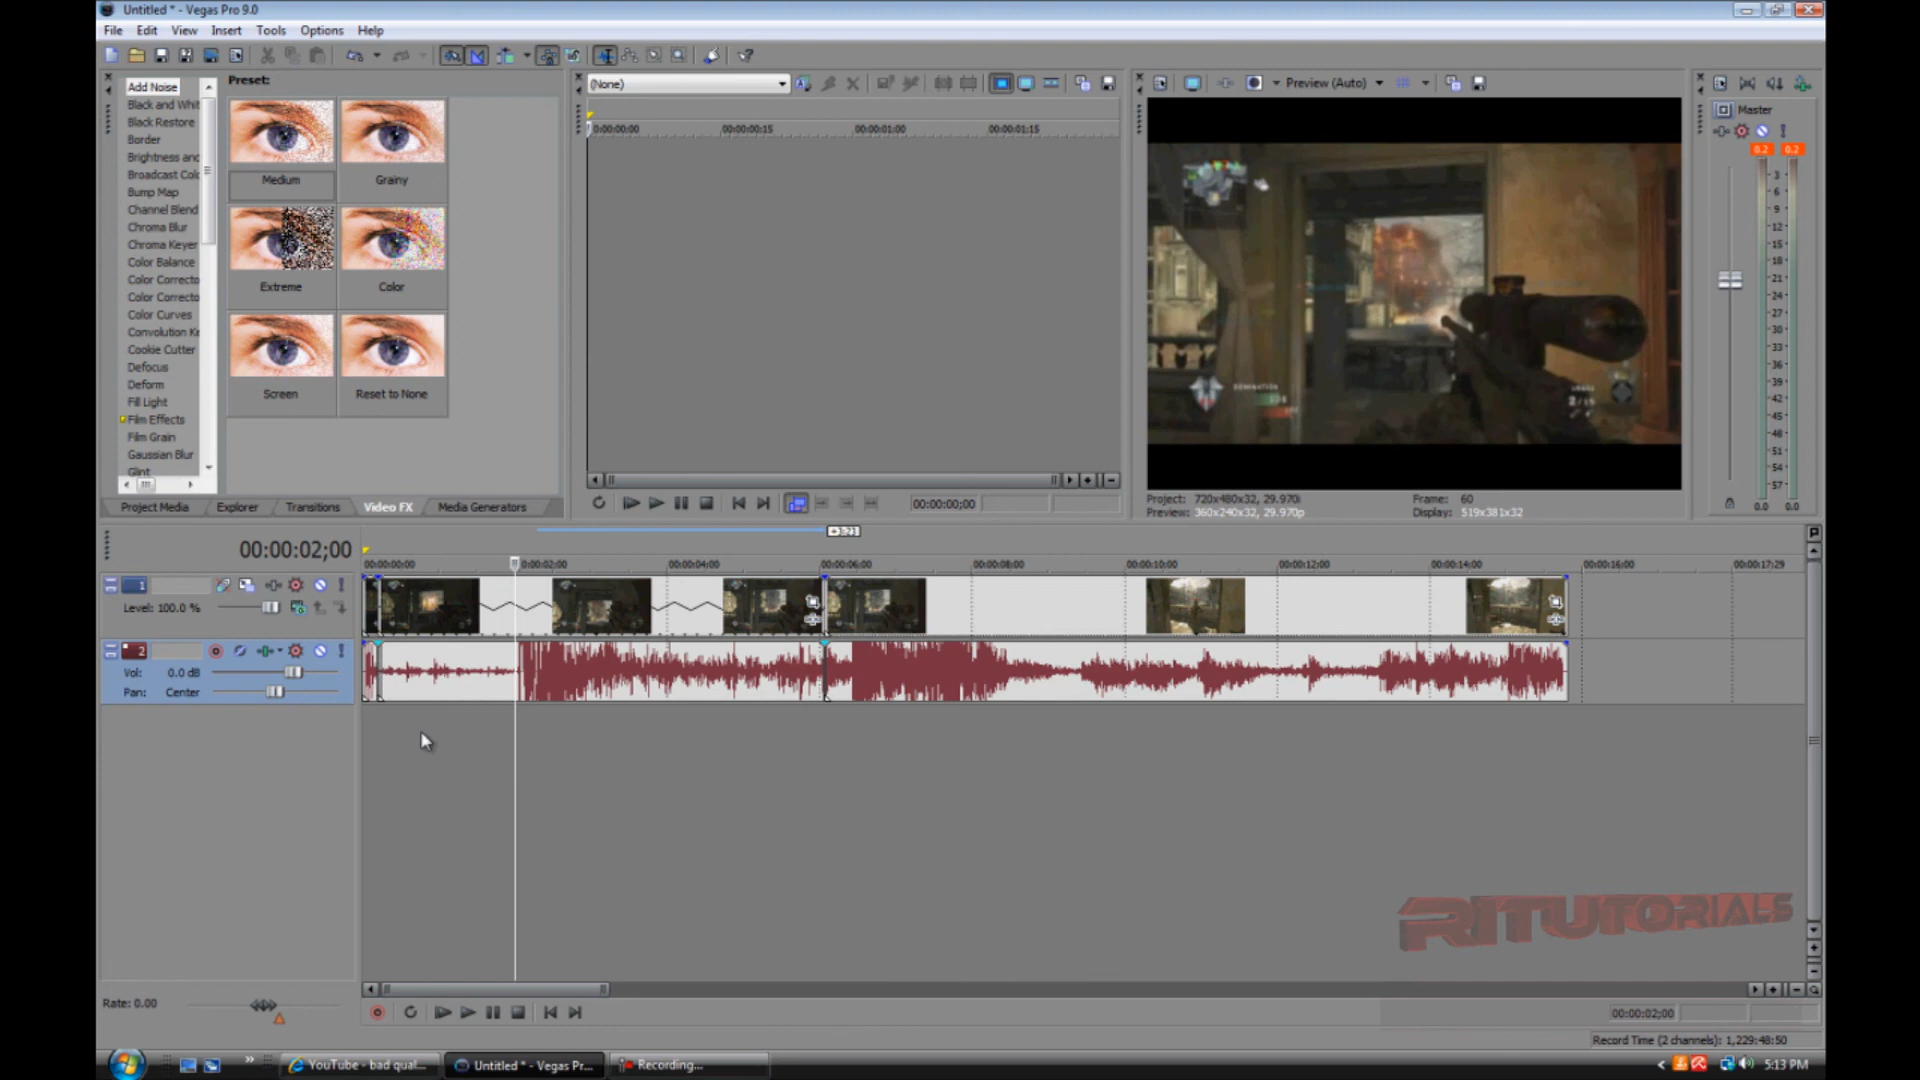 Untitled * - Vegas Pro 9.0
File Edit View Insert Tools Options Help
Add Noise
Black and Whit
Black Restore
Border
Brightness and
Broadcast Colo
Bump Map
Channel Blend
Chroma Blur
Chroma Keyer
Color Balance
Color Correcto
Color Correcto
Color Curves
Convolution Ke
Cookie Cutter
Defocus
Deform
Fill Light
Film Effects
Film Grain
Gaussian Blur
Glint
Preset:
Medium
Grainy
Extreme
Color
Screen
Reset to None
Project Media Explorer Transitions Video FX Media Generators
(None)
0:00:00:00 00:00:00:15 00:00:01:00 00:00:01:15
00:00:00;00
Preview (Auto)
DOMINATION
Project: 720x480x32, 29.970i
Preview: 360x240x32, 29.970p
Frame: 60
Display: 519x381x32
Master
0.2 0.2
3
6
9
12
15
18
21
24
27
30
33
36
39
42
45
48
51
54
57
0.0 0.0
+3:21
00:00:02;00
00:00:00;00 0:00:02;00 00:00:04;00 00:00:06;00 00:00:08;00 00:00:10;00 00:00:12;00 00:00:14;00 00:00:16;00 00:00:17;29
1
Level: 100.0 %
2
Vol: 0.0 dB
Pan: Center
RITUTORIALS
Rate: 0.00
00:00:02;00
Record Time (2 channels): 1,229:48:50
YouTube - bad qual...
Untitled * - Vegas Pr...
Recording...
5:13 PM